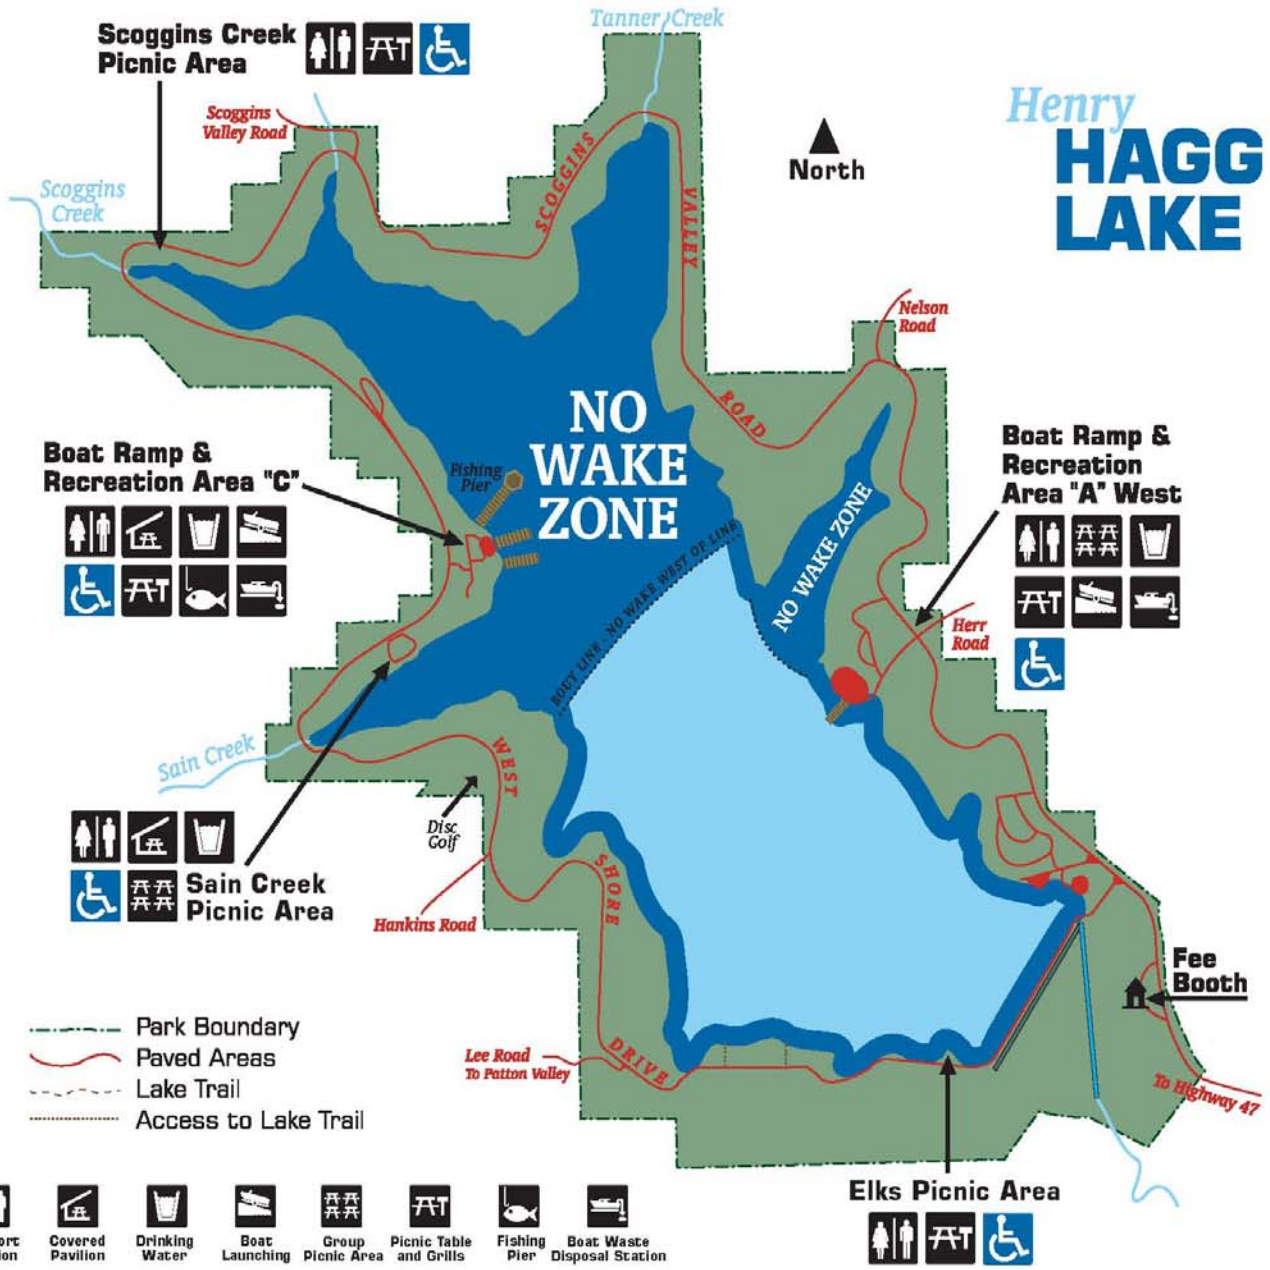 Tanner Creek
Scoggins Creek
Picnic Area
Henry
HAGG
LAKE
North
Scoggins
Valley Road
Scoggins
Creek
SCOGGINS
VALLEY
ROAD
Nelson
Road
NO
WAKE
ZONE
Boat Ramp &
Recreation Area "C"
Fishing
Pier
Boat Ramp &
Recreation
Area "A" West
NO WAKE ZONE
BOUY LINE - NO WAKE WEST OF LINE
Herr
Road
Sain Creek
WEST
Disc
Golf
Sain Creek
Picnic Area
SHORE
Hankins Road
Fee
Booth
Park Boundary
Paved Areas
Lake Trail
Access to Lake Trail
DRIVE
Lee Road
To Patton Valley
To Highway 47
Elks Picnic Area
Covered
Pavilion
Drinking
Water
Boat
Launching
Group
Picnic Area
Picnic Table
and Grills
Fishing
Pier
Boat Waste
Disposal Station